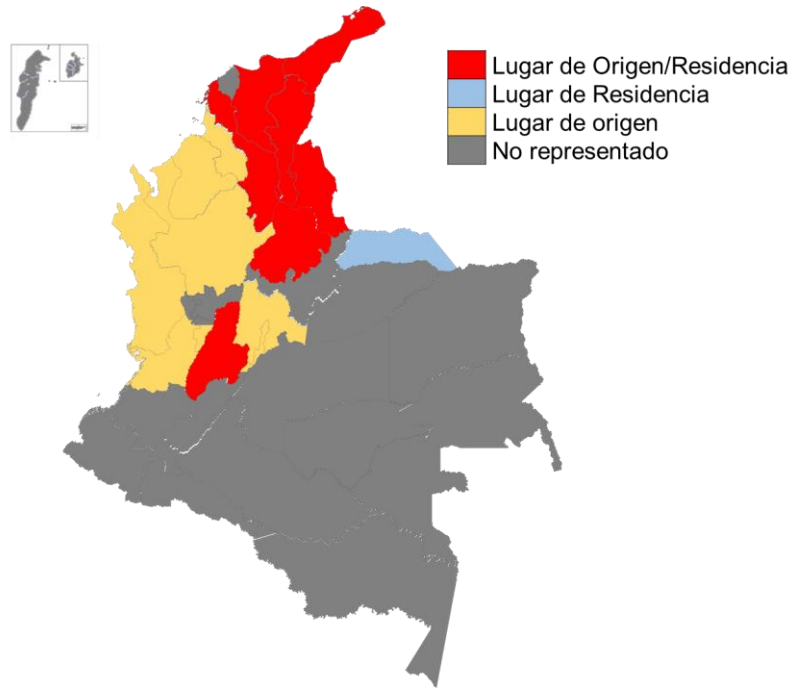 Lugar de Origen/Residencia
Lugar de Residencia
Lugar de origen
No representado